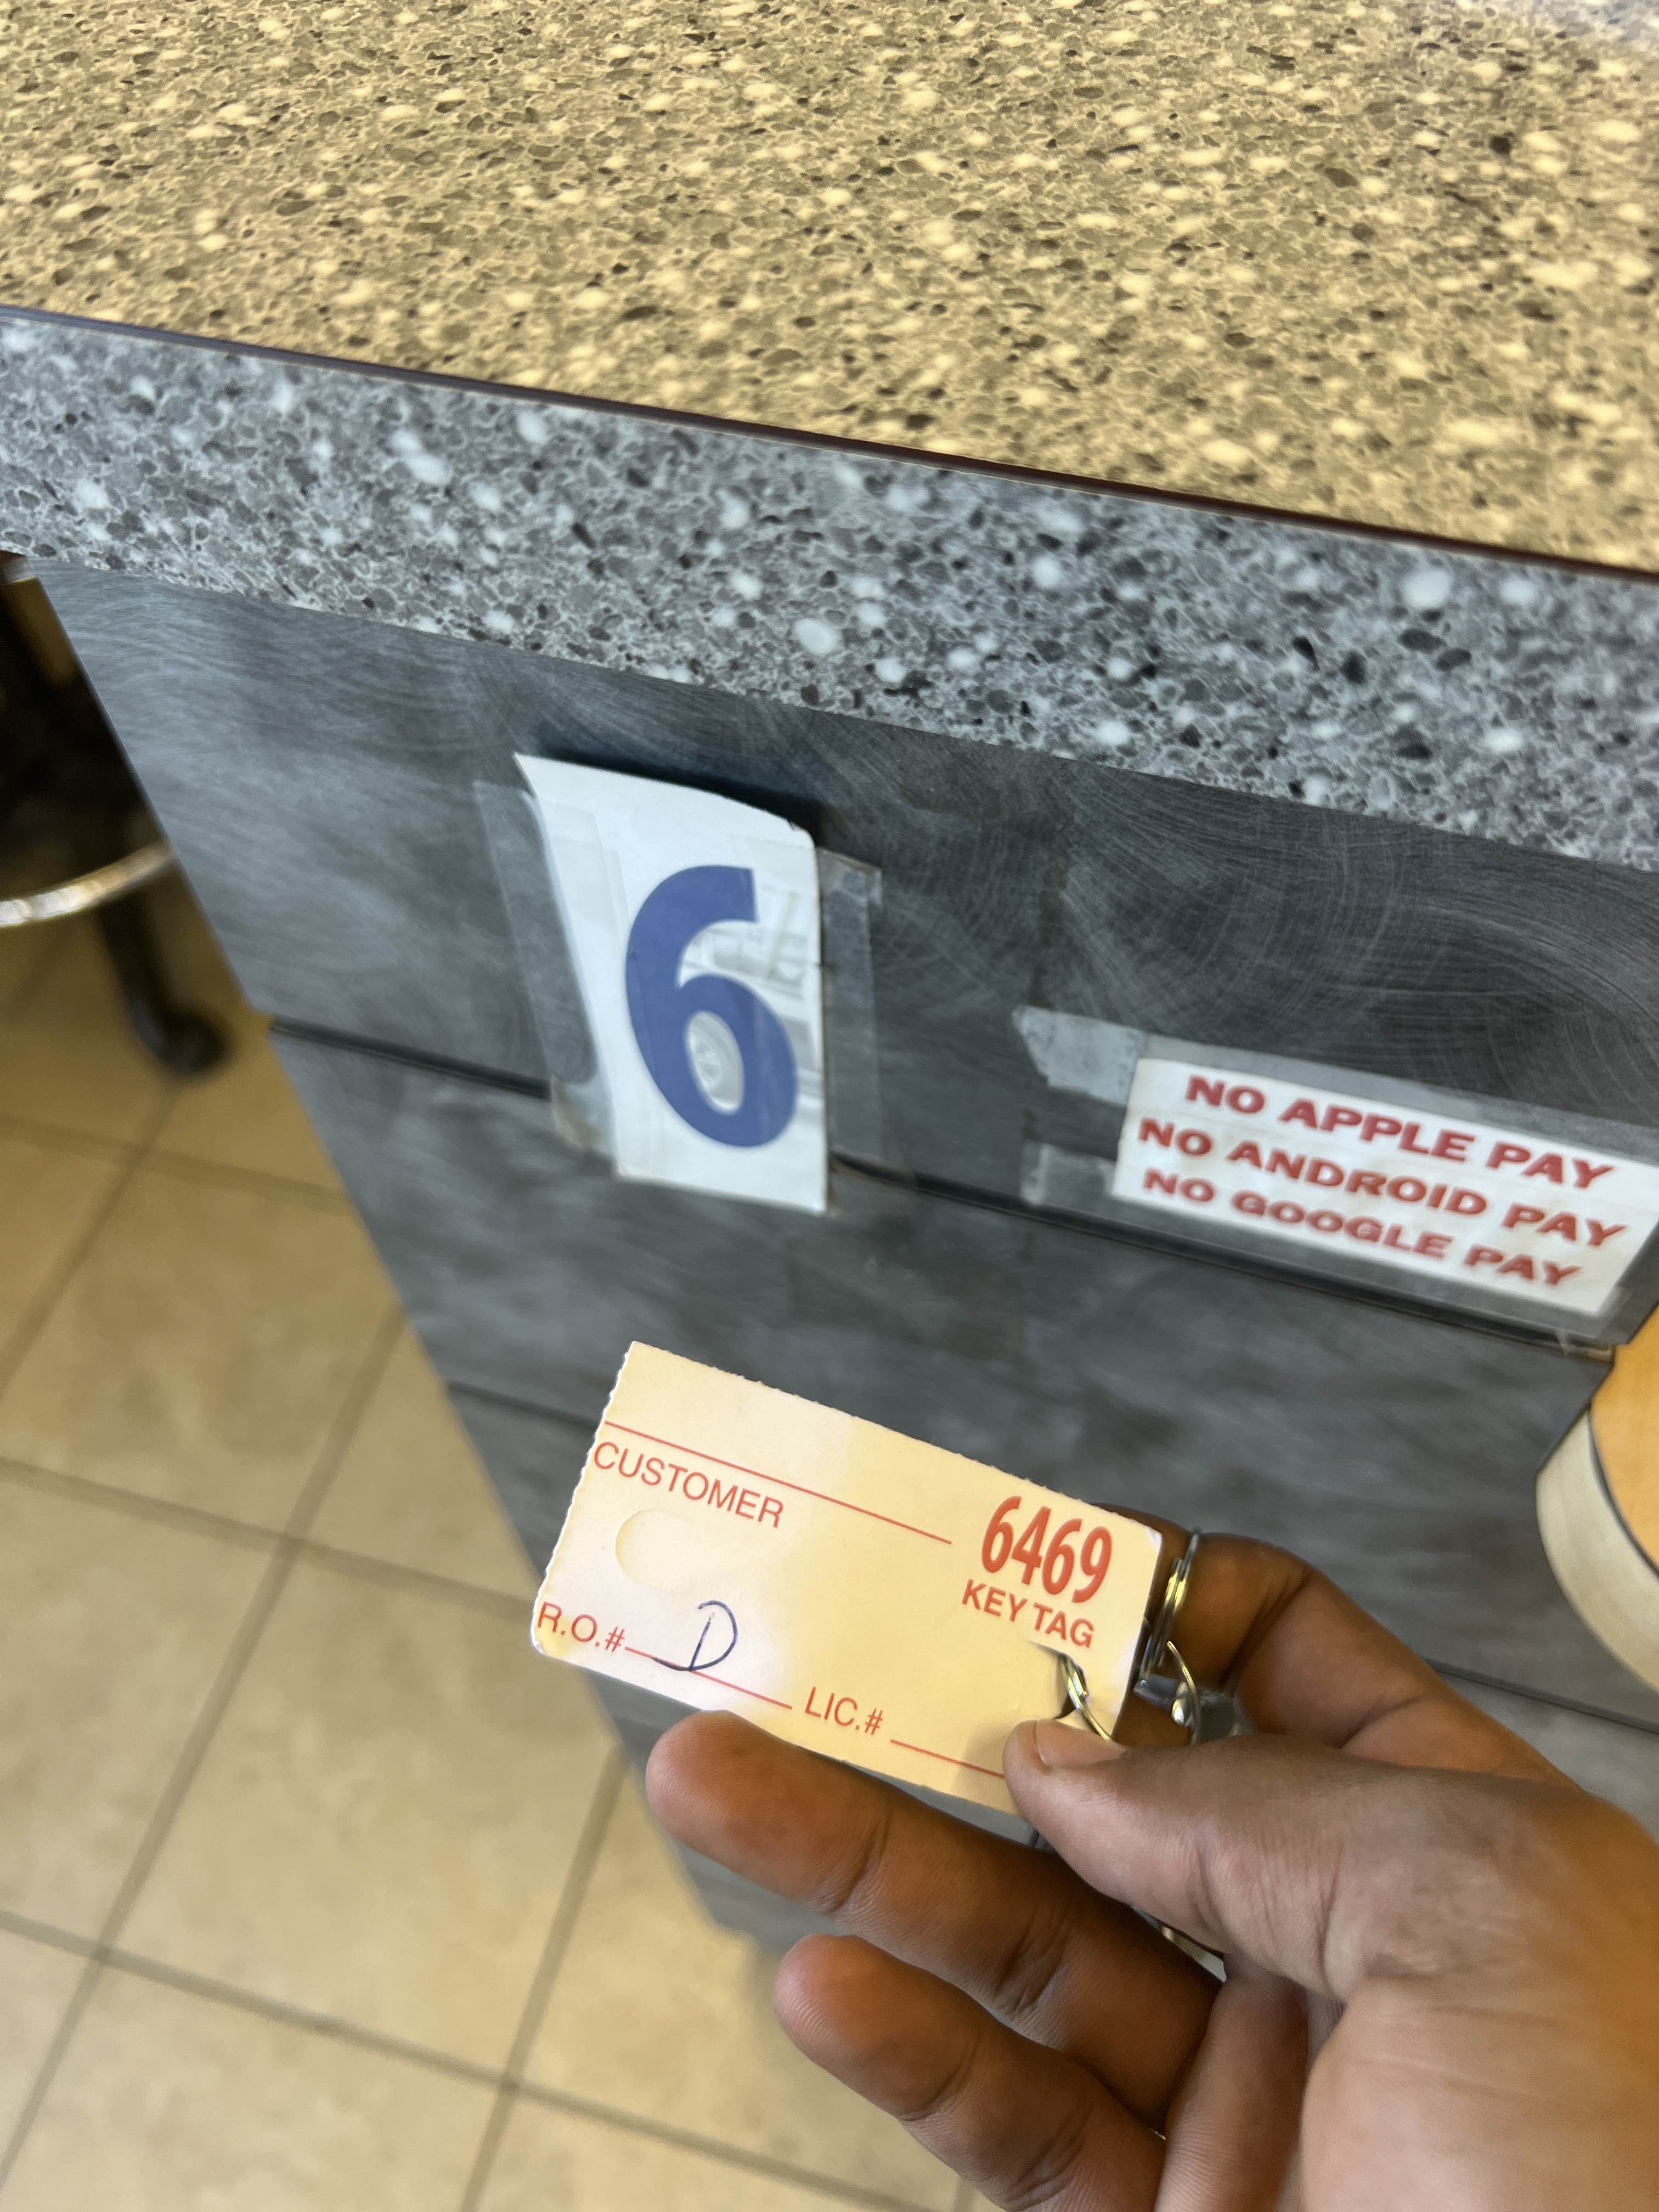 6
NO APPLE PAY
NO ANDROID PAY
NO GOOGLE PAY
CUSTOMER
6469
KEY TAG
R.O.# D
LIC.#